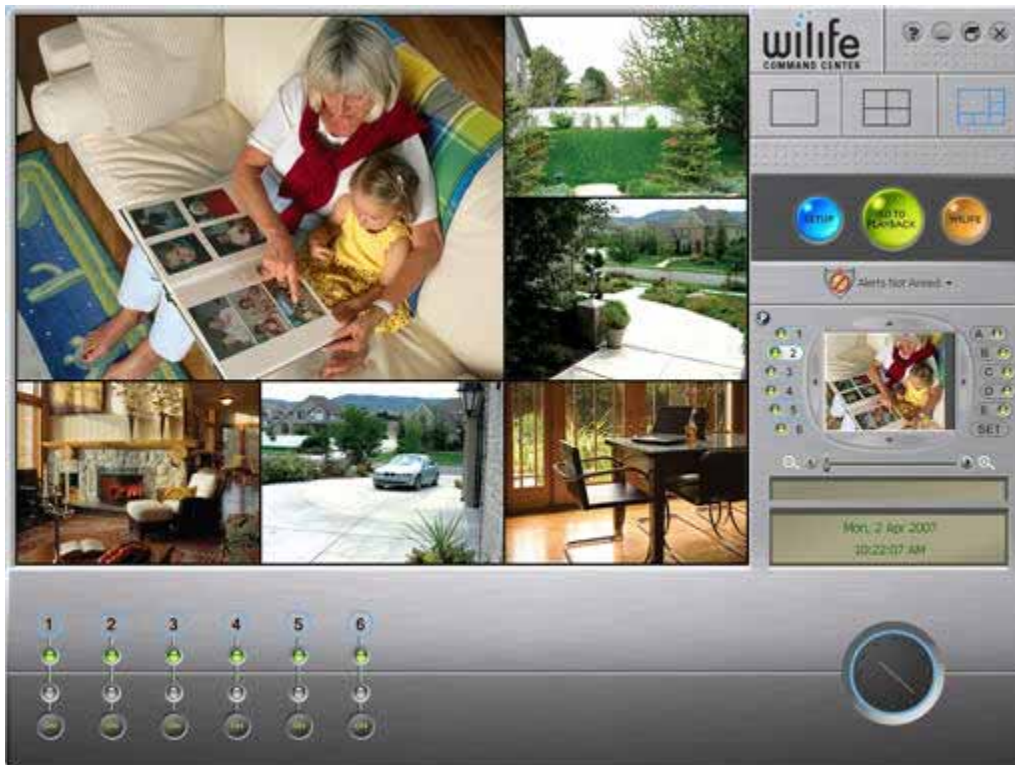 wilife
COMMAND CENTER
?
SETUP
GO TO
PLAYBACK
WILIFE
Alerts Not Armed
1
2
3
4
5
6
A
B
C
D
E
SET
Mon, 2 Apr 2007
10:22:07 AM
1 2 3 4 5 6